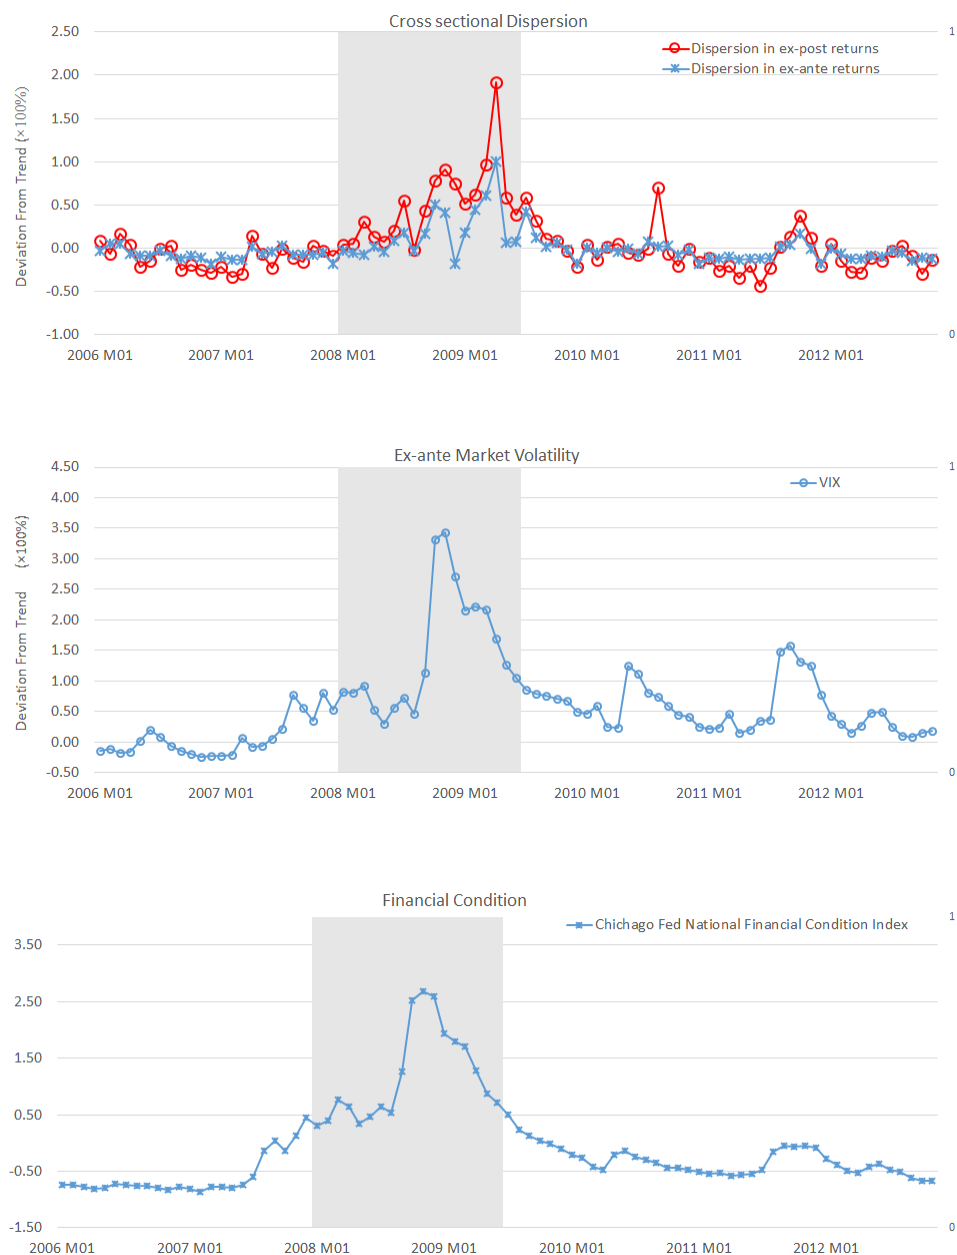 Cross sectional Dispersion
2.50
2.00
1.50
1.00
0.50
0.00
-0.50
-1.00
Deviation From Trend (×100%)
1
0
Dispersion in ex-post returns
Dispersion in ex-ante returns
2006 M01 2007 M01 2008 M01 2009 M01 2010 M01 2011 M01 2012 M01
Ex-ante Market Volatility
4.50
4.00
3.50
3.00
2.50
2.00
1.50
1.00
0.50
0.00
-0.50
Deviation From Trend (×100%)
1
0
VIX
2006 M01 2007 M01 2008 M01 2009 M01 2010 M01 2011 M01 2012 M01
Financial Condition
3.50
2.50
1.50
0.50
-0.50
-1.50
1
0
Chichago Fed National Financial Condition Index
2006 M01 2007 M01 2008 M01 2009 M01 2010 M01 2011 M01 2012 M01